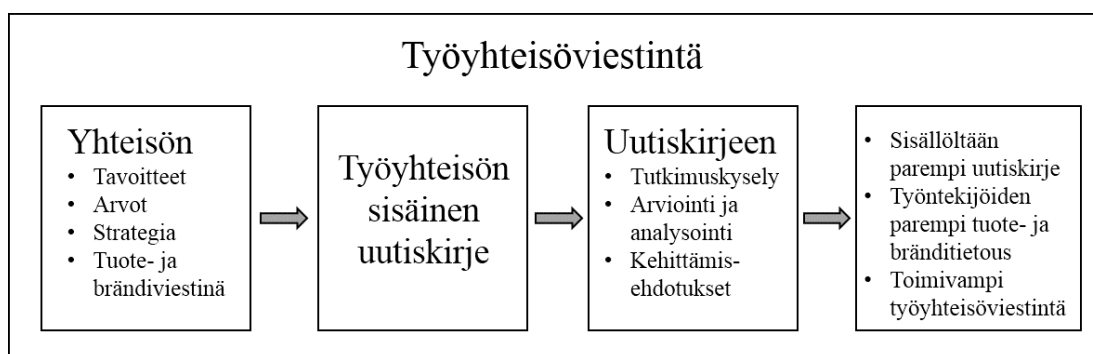 Työyhteisöviestintä
Yhteisön
• Tavoitteet
• Arvot
• Strategia
• Tuote- ja
brändiviestinä
Työyhteisön
sisäinen
uutiskirje
Uutiskirjeen
• Tutkimuskysely
• Arviointi ja
analysointi
• Kehittämis-
ehdotukset
• Sisällöltään
parempi uutiskirje
• Työntekijöiden
parempi tuote- ja
bränditietous
• Toimivampi
työyhteisöviestintä